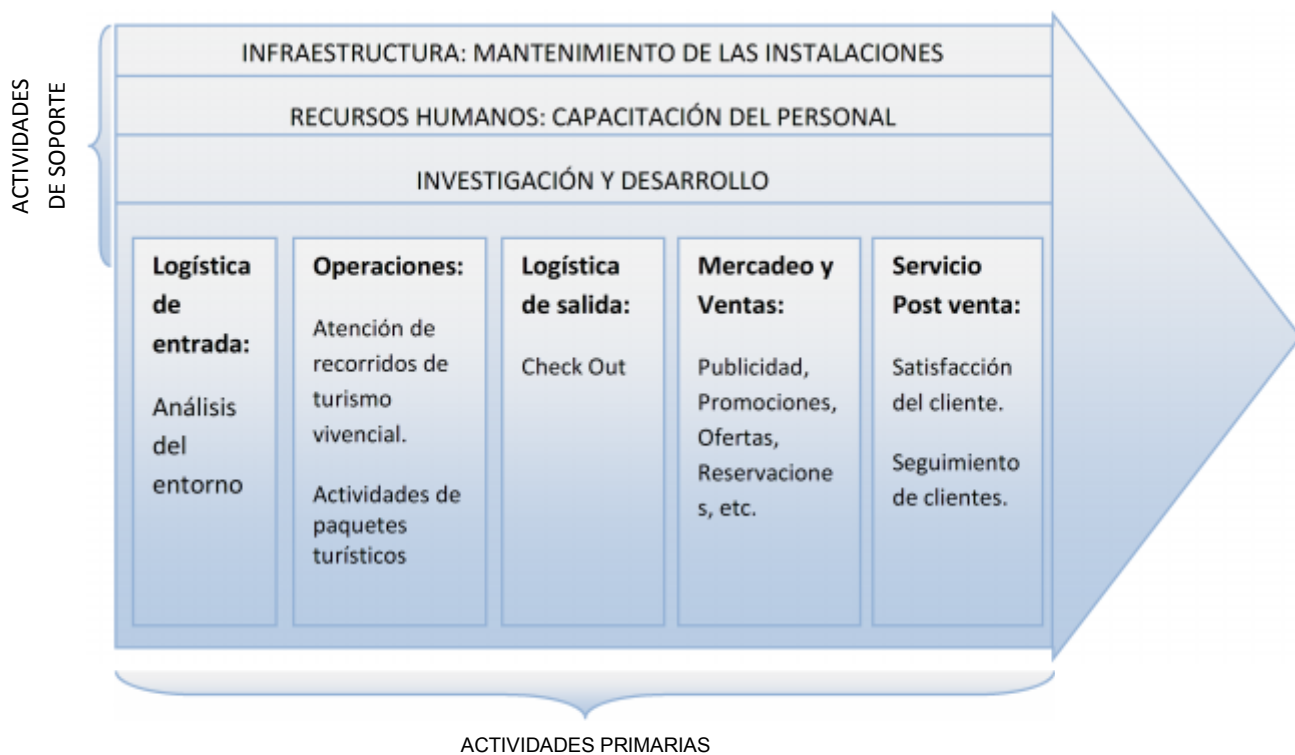 ACTIVIDADES
DE SOPORTE
INFRAESTRUCTURA: MANTENIMIENTO DE LAS INSTALACIONES
RECURSOS HUMANOS: CAPACITACIÓN DEL PERSONAL
INVESTIGACIÓN Y DESARROLLO
Logística
de
entrada:
Análisis
del
entorno
Operaciones:
Atención de
recorridos de
turismo
vivencial.
Actividades de
paquetes
turísticos
Logística
de salida:
Check Out
Mercadeo y
Ventas:
Publicidad,
Promociones,
Ofertas,
Reservacione
s, etc.
Servicio
Post venta:
Satisfacción
del cliente.
Seguimiento
de clientes.
ACTIVIDADES PRIMARIAS